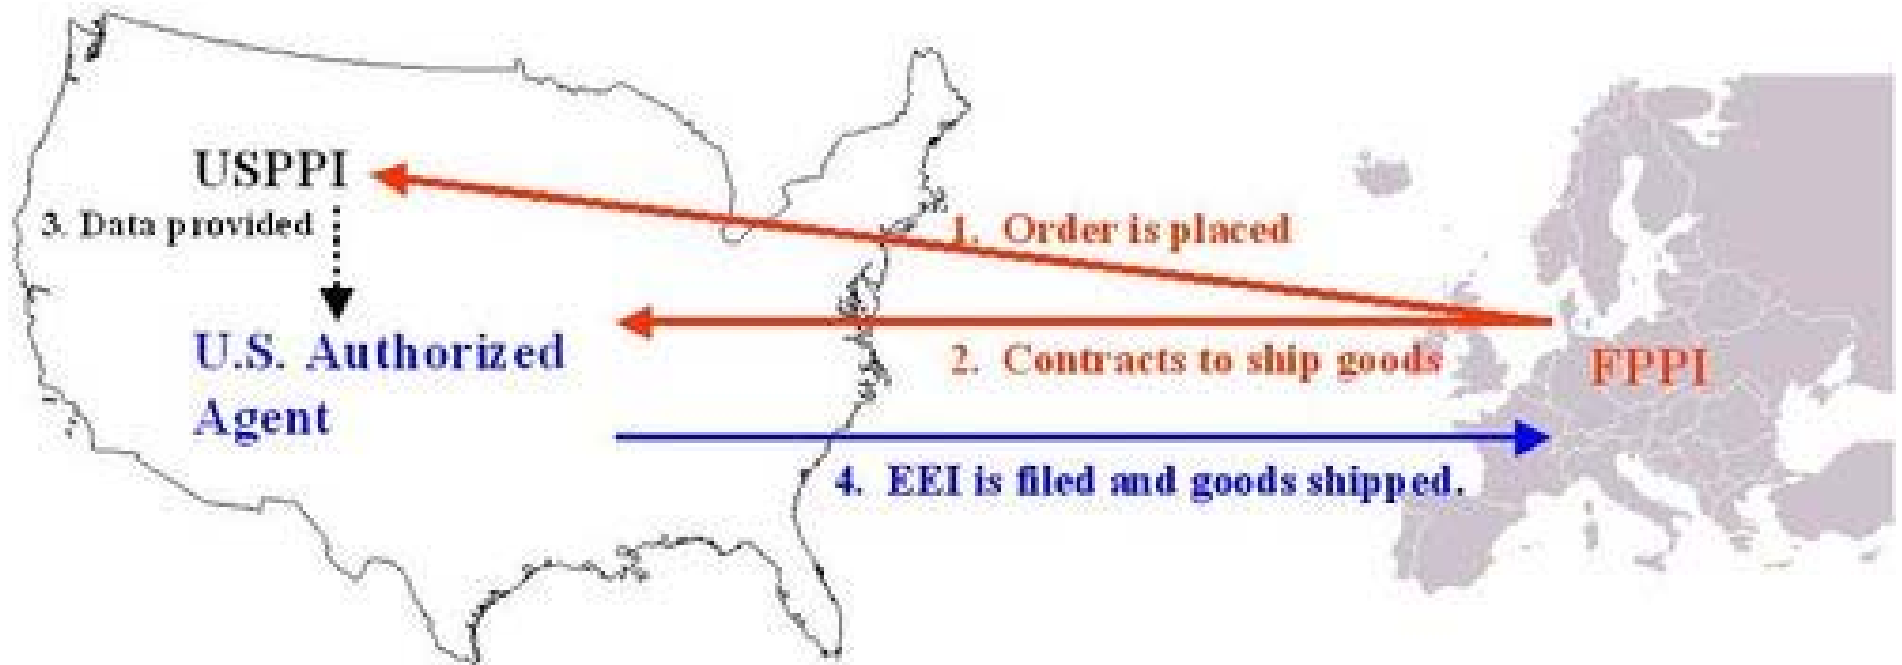 USPPI
3. Data provided
1. Order is placed
U.S. Authorized
Agent
2. Contracts to ship goods
FPPI
4. EEI is filed and goods shipped.